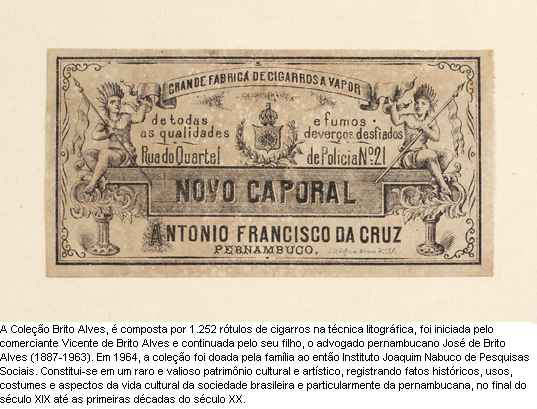 GRANDE FABRICA DE CIGARROS A VAPOR
de todas e fumos
as qualidades deverços desfiados
Rua do Quartel de Policia Nº. 21
NOVO CAPORAL
ANTONIO FRANCISCO DA CRUZ
PERNAMBUCO.
A Coleção Brito Alves, é composta por 1.252 rótulos de cigarros na técnica litográfica, foi iniciada pelo
comerciante Vicente de Brito Alves e continuada pelo seu filho, o advogado pernambucano José de Brito
Alves (1887-1963). Em 1964, a coleção foi doada pela família ao então Instituto Joaquim Nabuco de Pesquisas
Sociais. Constitui-se em um raro e valioso patrimônio cultural e artístico, registrando fatos históricos, usos,
costumes e aspectos da vida cultural da sociedade brasileira e particularmente da pernambucana, no final do
século XIX até as primeiras décadas do século XX.